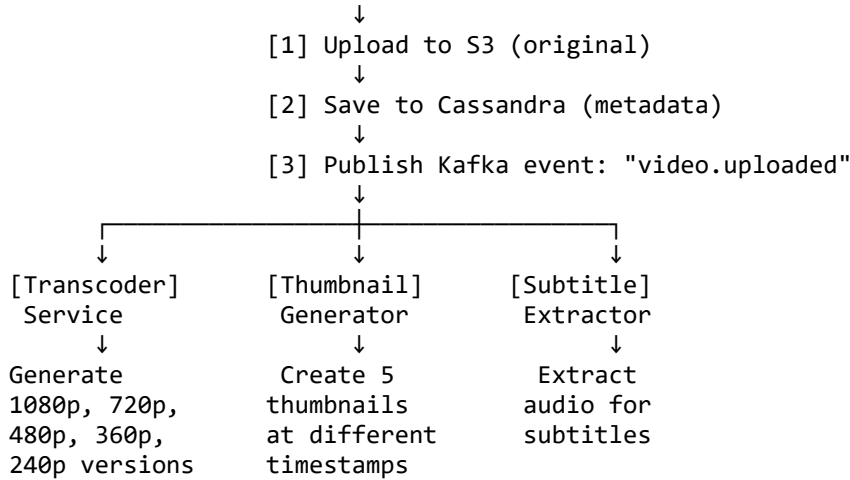 [1] Upload to S3 (original)
[2] Save to Cassandra (metadata)
[3] Publish Kafka event: "video.uploaded"
[Transcoder] [Thumbnail] [Subtitle]
Service Generator Extractor
Generate Create 5 Extract
1080p, 720p, thumbnails audio for
480p, 360p, at different subtitles
240p versions timestamps